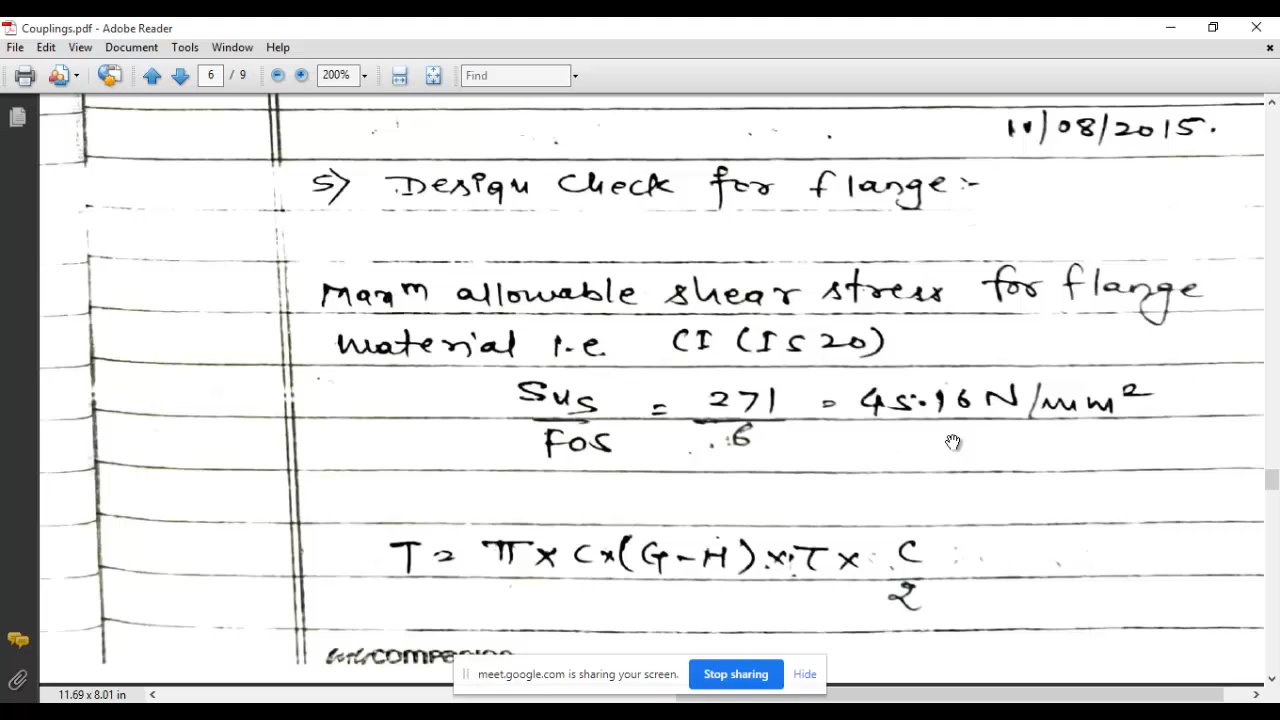 Couplings.pdf - Adobe Reader
File Edit View Document Tools Window Help
6 / 9 200% Find
11/08/2015.
5) Design Check for flange:-
Maxm allowable shear stress for flange
material i.e. CI (IS 20)
Sus / FOS = 271 / 6 = 45.16 N/mm²
T = π × C × (G-H) × τ × C/2
meet.google.com is sharing your screen. Stop sharing Hide
11.69 x 8.01 in